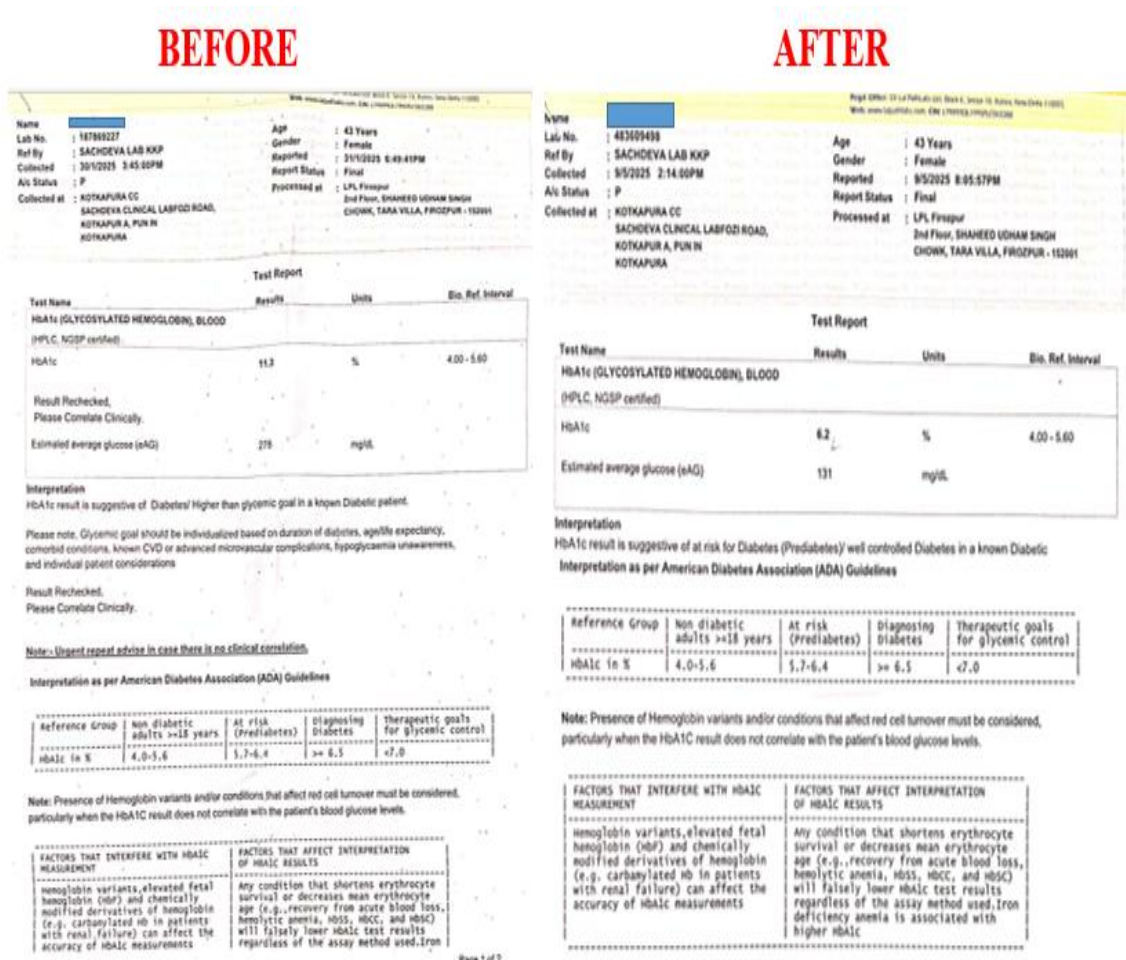 BEFORE
Name
Lab No. : 187869227
Ref By : SACHDEVA LAB KKP
Collected : 30/1/2025 3:45:00PM
A/c Status : P
Collected at : KOTKAPURA CC
SACHDEVA CLINICAL LABFOZI ROAD,
KOTKAPUR A, PUN IN
KOTKAPURA
Age : 43 Years
Gender : Female
Reported : 31/1/2025 6:49:41PM
Report Status : Final
Processed at : LPL Firozpur
2nd Floor, SHAHEED UDHAM SINGH
CHOWK, TARA VILLA, FIROZPUR - 152001
Test Report
Test Name Results Units Bio. Ref. Interval
HbA1c (GLYCOSYLATED HEMOGLOBIN), BLOOD
(HPLC, NGSP certified)
HbA1c 11.3 % 4.00 - 5.60
Result Rechecked,
Please Correlate Clinically.
Estimated average glucose (eAG) 278 mg/dL
Interpretation
HbA1c result is suggestive of Diabetes/ Higher than glycemic goal in a known Diabetic patient.
Please note, Glycemic goal should be individualized based on duration of diabetes, age/life expectancy,
comorbid conditions, known CVD or advanced microvascular complications, hypoglycaemia unawareness,
and individual patient considerations
Result Rechecked,
Please Correlate Clinically.
Note:- Urgent repeat advise in case there is no clinical correlation.
Interpretation as per American Diabetes Association (ADA) Guidelines
Reference Group | Non diabetic | At risk | Diagnosing | Therapeutic goals
adults >=18 years | (Prediabetes) | Diabetes | for glycemic control
HbA1c in % | 4.0-5.6 | 5.7-6.4 | >= 6.5 | <7.0
Note: Presence of Hemoglobin variants and/or conditions that affect red cell turnover must be considered,
particularly when the HbA1C result does not correlate with the patient's blood glucose levels.
FACTORS THAT INTERFERE WITH HbA1C | FACTORS THAT AFFECT INTERPRETATION
MEASUREMENT | OF HBA1C RESULTS
Hemoglobin variants,elevated fetal | Any condition that shortens erythrocyte
hemoglobin (HbF) and chemically | survival or decreases mean erythrocyte
modified derivatives of hemoglobin | age (e.g.,recovery from acute blood loss,
(e.g. carbamylated Hb in patients | hemolytic anemia, HbSS, HbCC, and HbSC)
with renal failure) can affect the | will falsely lower HbA1c test results
accuracy of HbA1c measurements | regardless of the assay method used.Iron
Page 1 of 2
AFTER
Name
Lab No. : 483609498
Ref By : SACHDEVA LAB KKP
Collected : 9/5/2025 2:14:00PM
A/c Status : P
Collected at : KOTKAPURA CC
SACHDEVA CLINICAL LABFOZI ROAD,
KOTKAPUR A, PUN IN
KOTKAPURA
Age : 43 Years
Gender : Female
Reported : 9/5/2025 8:05:57PM
Report Status : Final
Processed at : LPL Firozpur
2nd Floor, SHAHEED UDHAM SINGH
CHOWK, TARA VILLA, FIROZPUR - 152001
Test Report
Test Name Results Units Bio. Ref. Interval
HbA1c (GLYCOSYLATED HEMOGLOBIN), BLOOD
(HPLC, NGSP certified)
HbA1c 6.2 % 4.00 - 5.60
Estimated average glucose (eAG) 131 mg/dL
Interpretation
HbA1c result is suggestive of at risk for Diabetes (Prediabetes)/ well controlled Diabetes in a known Diabetic
Interpretation as per American Diabetes Association (ADA) Guidelines
Reference Group | Non diabetic | At risk | Diagnosing | Therapeutic goals
adults >=18 years | (Prediabetes) | Diabetes | for glycemic control
HbA1c in % | 4.0-5.6 | 5.7-6.4 | >= 6.5 | <7.0
Note: Presence of Hemoglobin variants and/or conditions that affect red cell turnover must be considered,
particularly when the HbA1C result does not correlate with the patient's blood glucose levels.
FACTORS THAT INTERFERE WITH HbA1C | FACTORS THAT AFFECT INTERPRETATION
MEASUREMENT | OF HBA1C RESULTS
Hemoglobin variants,elevated fetal | Any condition that shortens erythrocyte
hemoglobin (HbF) and chemically | survival or decreases mean erythrocyte
modified derivatives of hemoglobin | age (e.g.,recovery from acute blood loss,
(e.g. carbamylated Hb in patients | hemolytic anemia, HbSS, HbCC, and HbSC)
with renal failure) can affect the | will falsely lower HbA1c test results
accuracy of HbA1c measurements | regardless of the assay method used.Iron
deficiency anemia is associated with
higher HbA1c